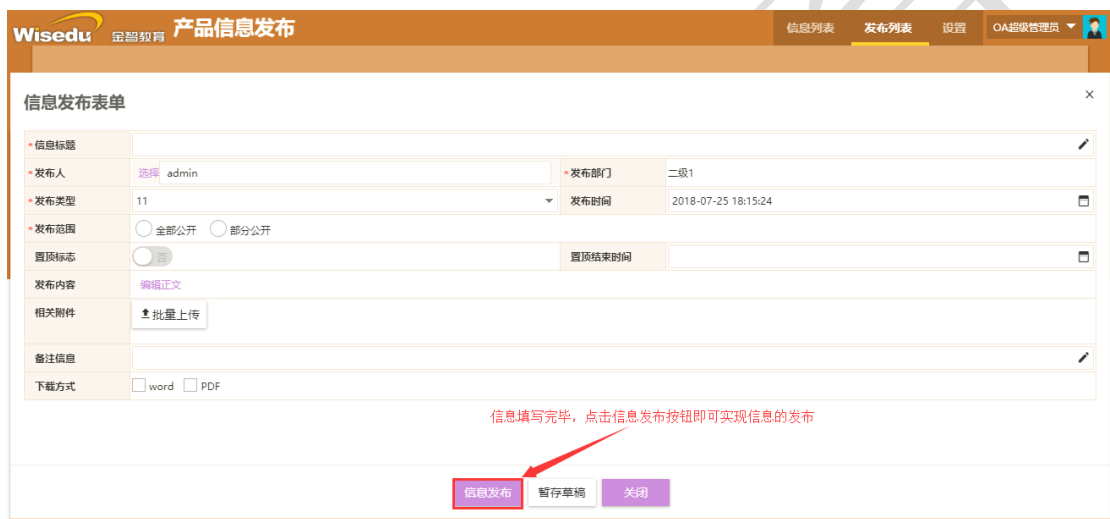 Wisedu 金智教育 产品信息发布 信息列表 发布列表 设置 OA超级管理员
信息发布表单 ×
*信息标题
*发布人 选择 admin *发布部门 二级1
*发布类型 11 发布时间 2018-07-25 18:15:24
*发布范围 全部公开 部分公开
置顶标志 否 置顶结束时间
发布内容 编辑正文
相关附件 批量上传
备注信息
下载方式 word PDF
信息填写完毕，点击信息发布按钮即可实现信息的发布
信息发布 暂存草稿 关闭